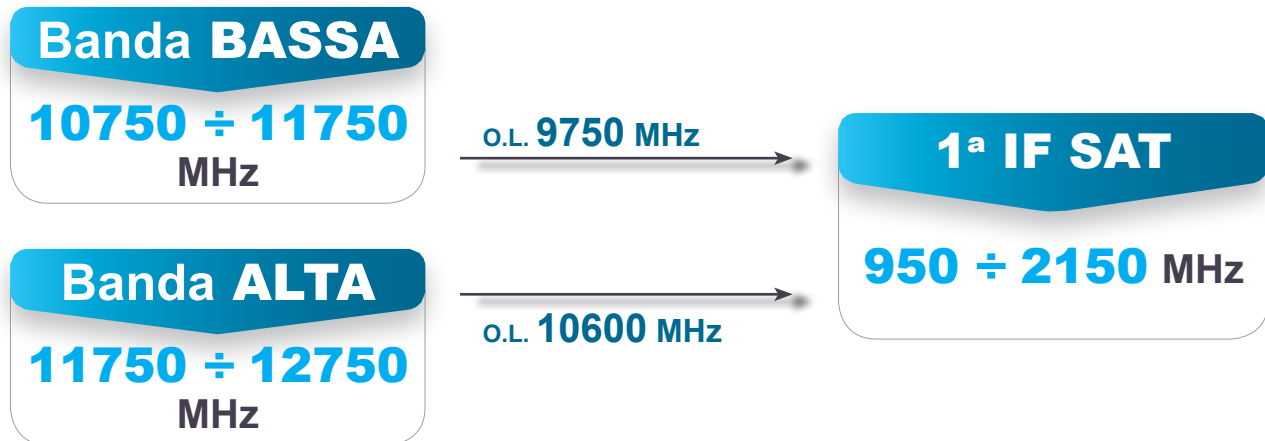 Banda BASSA
10750 ÷ 11750
MHz
O.L. 9750 MHz
Banda ALTA
11750 ÷ 12750
MHz
O.L. 10600 MHz
1ª IF SAT
950 ÷ 2150 MHz